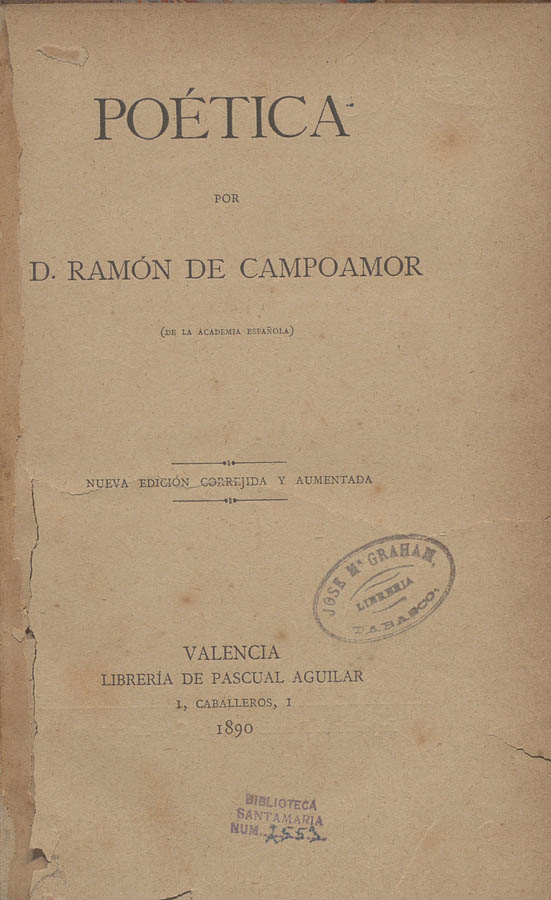 POÉTICA
POR
D. RAMÓN DE CAMPOAMOR
(DE LA ACADEMIA ESPAÑOLA)
NUEVA EDICIÓN CORREJIDA Y AUMENTADA
JOSE Mª GRAHAM,
LIBRERIA
TABASCO.
VALENCIA
LIBRERÍA DE PASCUAL AGUILAR
1, CABALLEROS, 1
1890
BIBLIOTECA
SANTAMARIA
NUM.